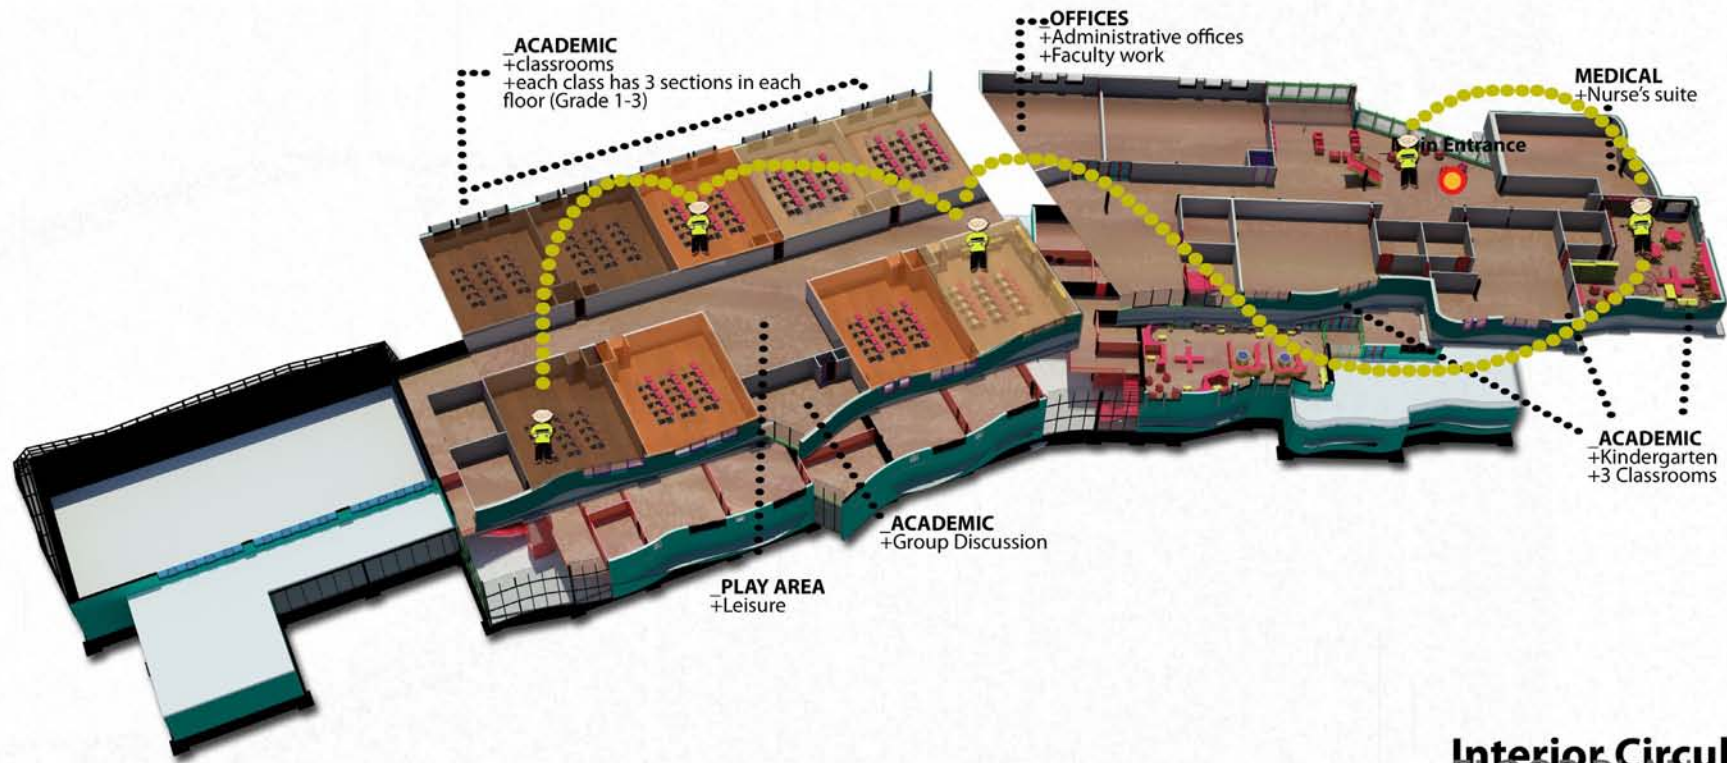 _OFFICES
+Administrative offices
+Faculty work
_ACADEMIC
+classrooms
+each class has 3 sections in each
floor (Grade 1-3)
MEDICAL
+Nurse's suite
Entrance
_ACADEMIC
+Kindergarten
+3 Classrooms
_ACADEMIC
+Group Discussion
_PLAY AREA
+Leisure
Interior Circul